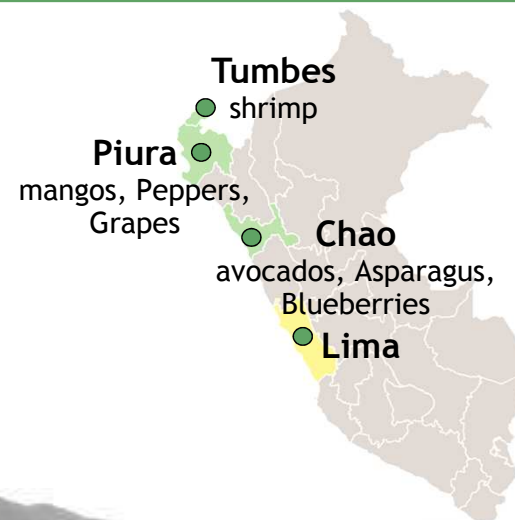 Tumbes
shrimp
Piura
mangos, Peppers,
Grapes
Chao
avocados, Asparagus,
Blueberries
Lima